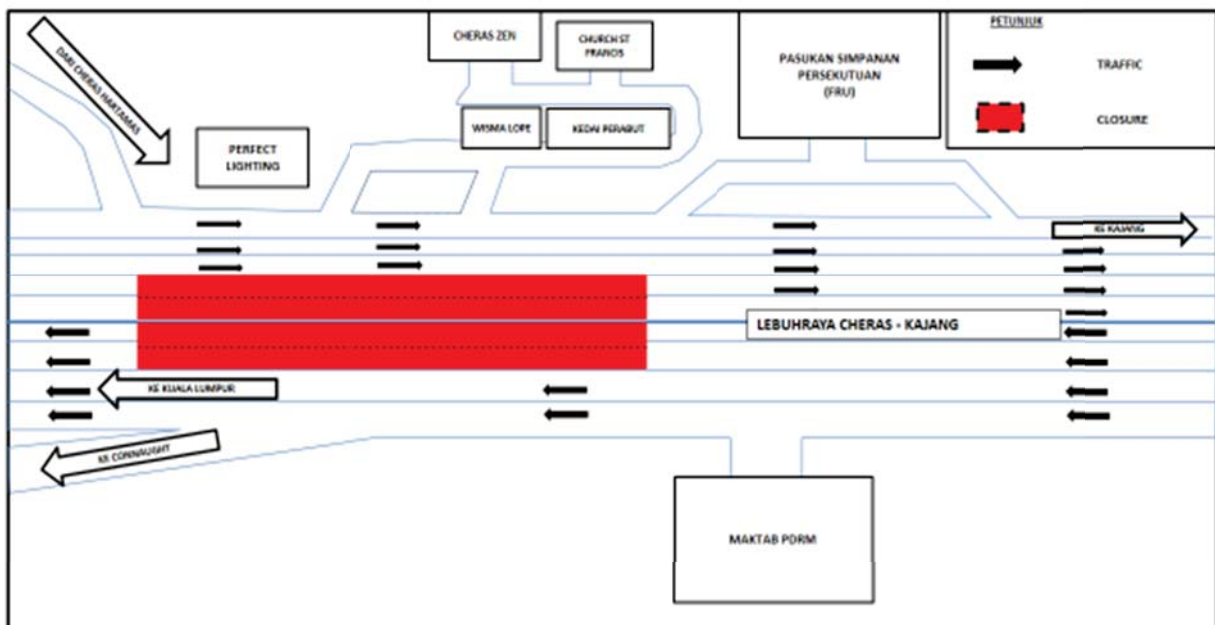 DARI CHERAS HARTAMAS
CHERAS ZEN
CHURCH ST
FRANCIS
PASUKAN SIMPANAN
PERSEKUTUAN
(FRU)
PETUNJUK
TRAFFIC
CLOSURE
PERFECT
LIGHTING
WISMA LOPE
KEDAI PERABUT
KE KAJANG
LEBUHRAYA CHERAS - KAJANG
KE KUALA LUMPUR
KE CONNAUGHT
MAKTAB PDRM